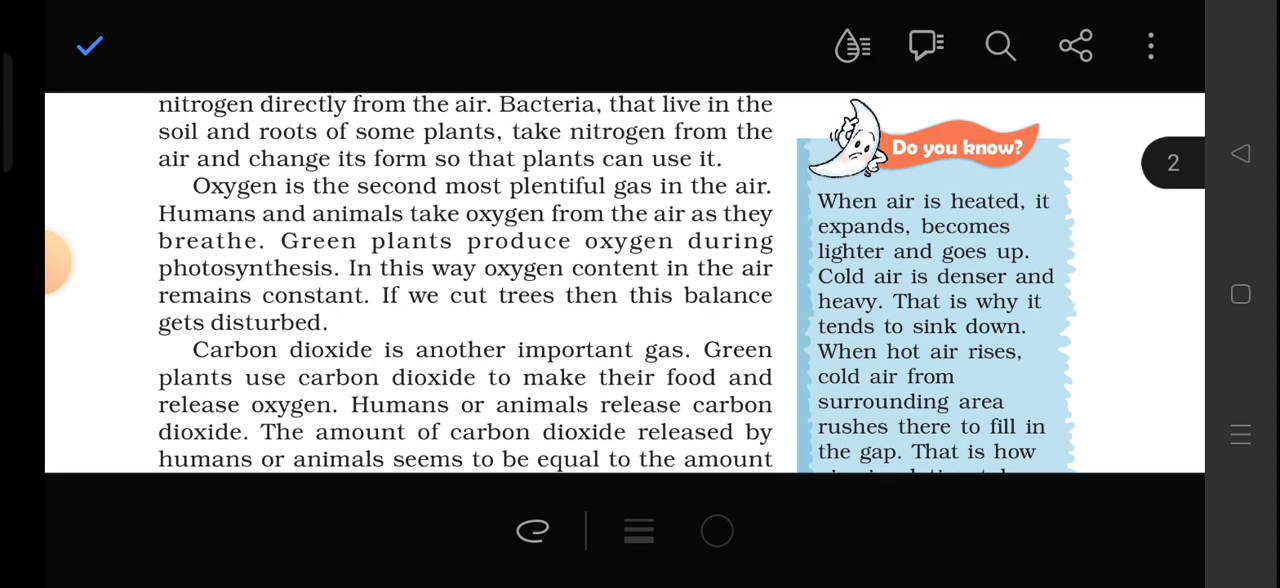 nitrogen directly from the air. Bacteria, that live in the
soil and roots of some plants, take nitrogen from the
air and change its form so that plants can use it.
Oxygen is the second most plentiful gas in the air.
Humans and animals take oxygen from the air as they
breathe. Green plants produce oxygen during
photosynthesis. In this way oxygen content in the air
remains constant. If we cut trees then this balance
gets disturbed.
Carbon dioxide is another important gas. Green
plants use carbon dioxide to make their food and
release oxygen. Humans or animals release carbon
dioxide. The amount of carbon dioxide released by
humans or animals seems to be equal to the amount
Do you know?
When air is heated, it
expands, becomes
lighter and goes up.
Cold air is denser and
heavy. That is why it
tends to sink down.
When hot air rises,
cold air from
surrounding area
rushes there to fill in
the gap. That is how
2